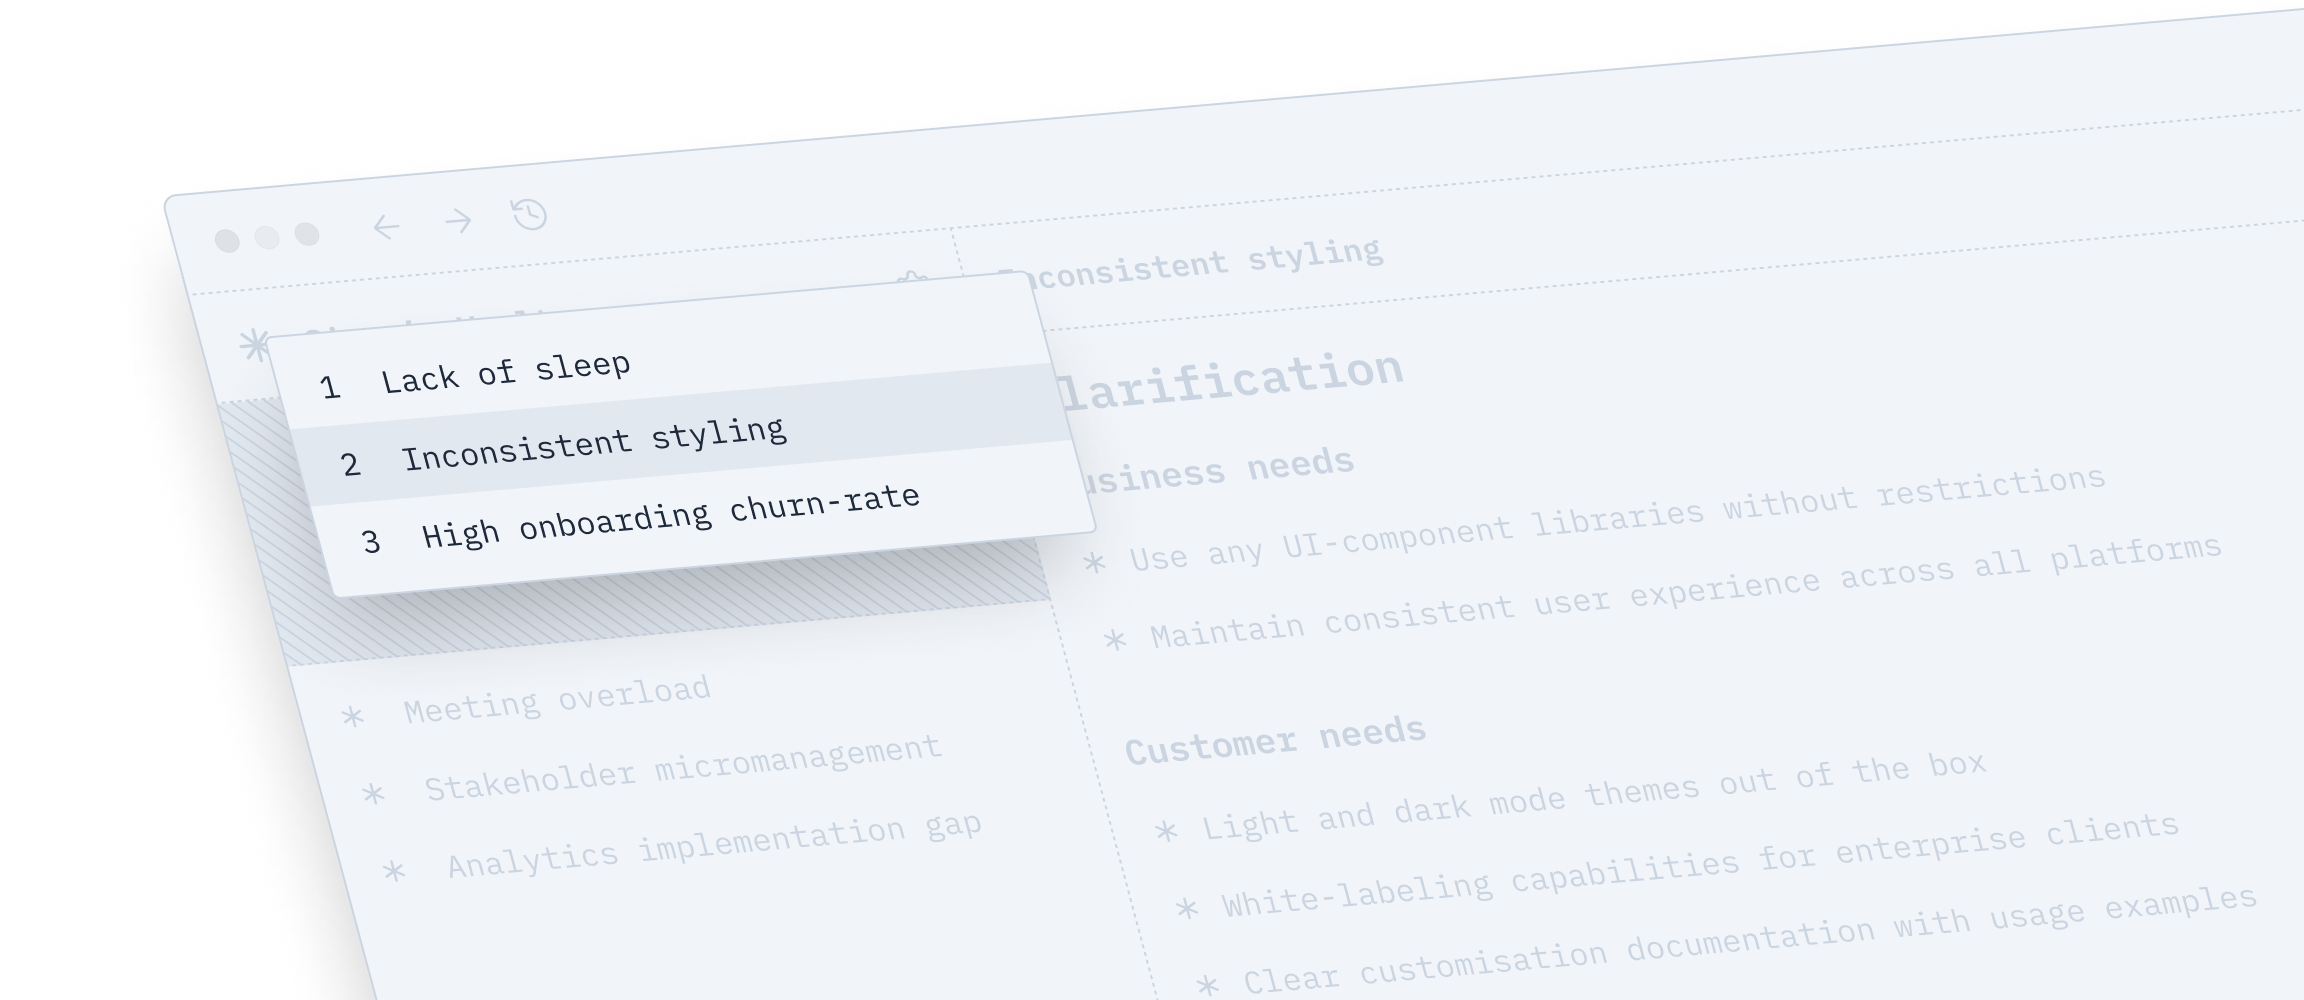 1 Lack of sleep
2 Inconsistent styling
3 High onboarding churn-rate
* Meeting overload
* Stakeholder micromanagement
* Analytics implementation gap
nconsistent styling
larification
usiness needs
* Use any UI-component libraries without restrictions
* Maintain consistent user experience across all platforms
Customer needs
* Light and dark mode themes out of the box
* White-labeling capabilities for enterprise clients
* Clear customisation documentation with usage examples